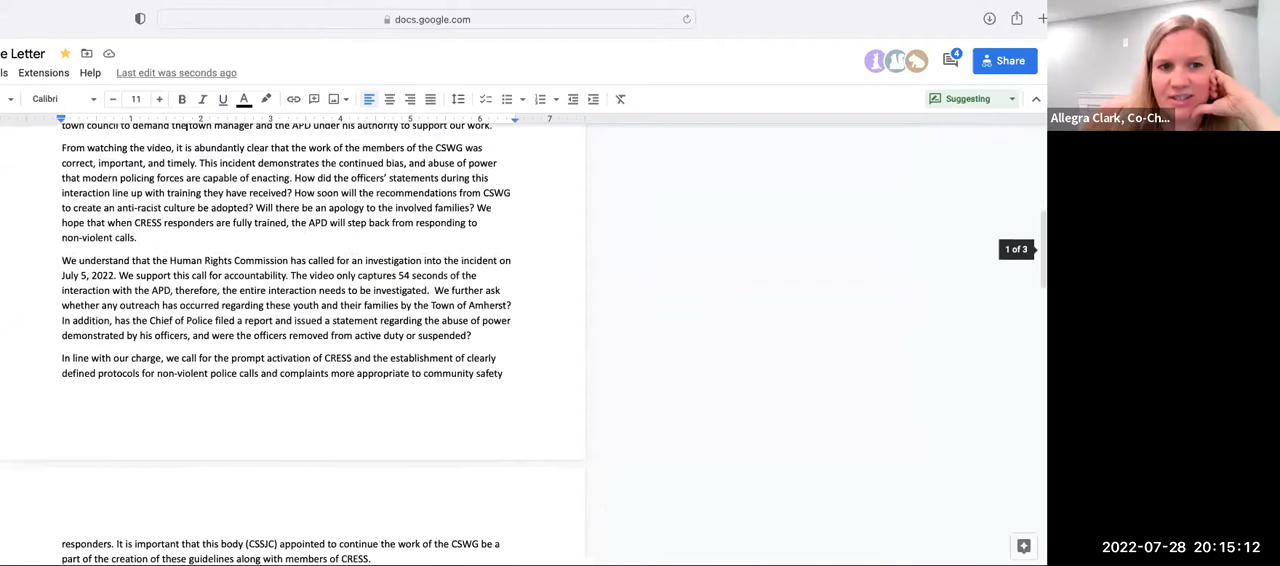 docs.google.com
e Letter
ls Extensions Help Last edit was seconds ago
4
Share
Calibri
11
B I U A
Suggesting
1 2 3 4 5 6 7
town council to demand the town manager and the APD under his authority to support our work.
From watching the video, it is abundantly clear that the work of the members of the CSWG was
correct, important, and timely. This incident demonstrates the continued bias, and abuse of power
that modern policing forces are capable of enacting. How did the officers’ statements during this
interaction line up with training they have received? How soon will the recommendations from CSWG
to create an anti-racist culture be adopted? Will there be an apology to the involved families? We
hope that when CRESS responders are fully trained, the APD will step back from responding to
non-violent calls.
We understand that the Human Rights Commission has called for an investigation into the incident on
July 5, 2022. We support this call for accountability. The video only captures 54 seconds of the
interaction with the APD, therefore, the entire interaction needs to be investigated.  We further ask
whether any outreach has occurred regarding these youth and their families by the Town of Amherst?
In addition, has the Chief of Police filed a report and issued a statement regarding the abuse of power
demonstrated by his officers, and were the officers removed from active duty or suspended?
In line with our charge, we call for the prompt activation of CRESS and the establishment of clearly
defined protocols for non-violent police calls and complaints more appropriate to community safety
responders. It is important that this body (CSSJC) appointed to continue the work of the CSWG be a
part of the creation of these guidelines along with members of CRESS.
1 of 3
Allegra Clark, Co-Ch...
2022-07-28 20:15:12